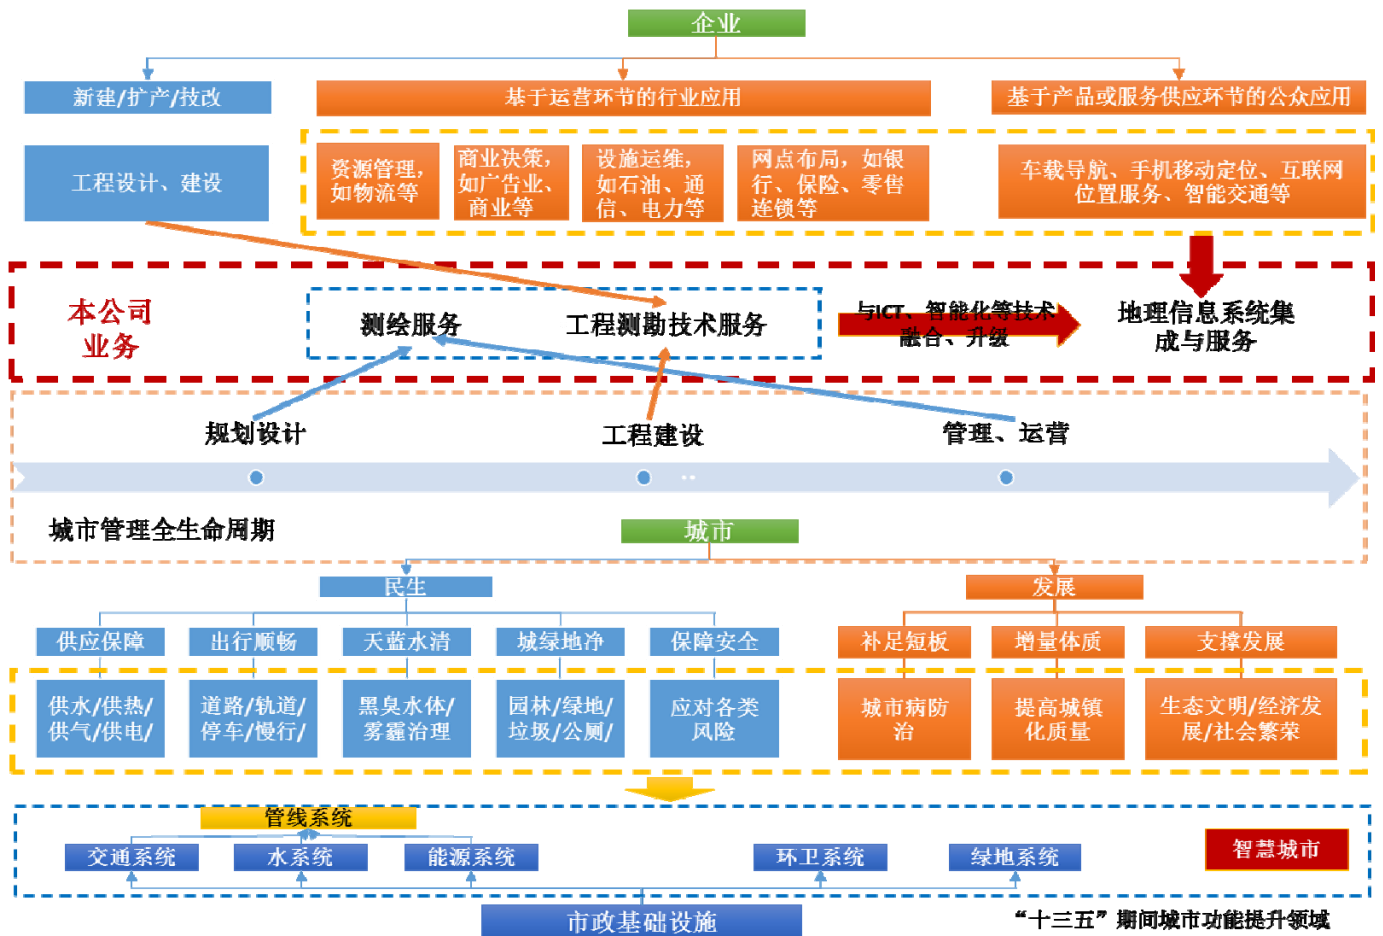 企业
新建/扩产/技改
基于运营环节的行业应用
基于产品或服务供应环节的公众应用
工程设计、建设
资源管理，
如物流等
商业决策，
如广告业、
商业等
设施运维，
如石油、通
信、电力等
网点布局，如银
行、保险、零售
连锁等
车载导航、手机移动定位、互联网
位置服务、智能交通等
本公司
业务
测绘服务
工程测勘技术服务
与ICT、智能化等技术
融合、升级
地理信息系统集
成与服务
规划设计
工程建设
管理、运营
城市管理全生命周期
城市
民生
发展
供应保障
出行顺畅
天蓝水清
城绿地净
保障安全
补足短板
增量体质
支撑发展
供水/供热/
供气/供电/
道路/轨道/
停车/慢行/
黑臭水体/
雾霾治理
园林/绿地/
垃圾/公厕/
应对各类
风险
城市病防
治
提高城镇
化质量
生态文明/经济发
展/社会繁荣
管线系统
交通系统
水系统
能源系统
环卫系统
绿地系统
智慧城市
市政基础设施
“十三五”期间城市功能提升领域